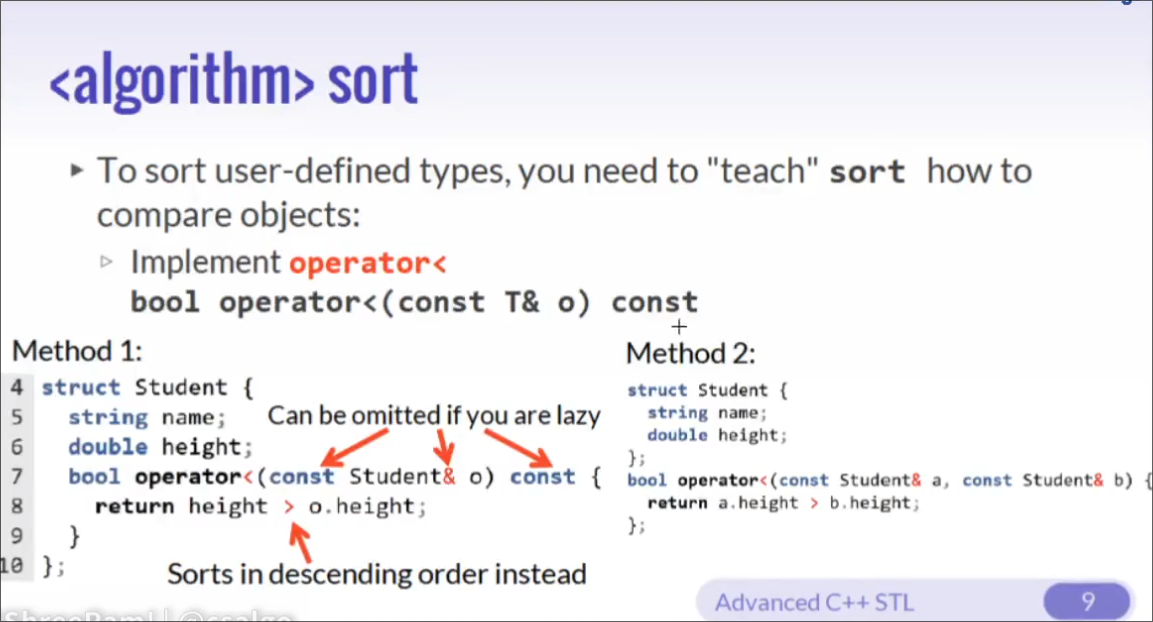 <algorithm> sort
▸ To sort user-defined types, you need to "teach" sort how to
compare objects:
▹ Implement operator<
bool operator<(const T& o) const
Method 1:
4 struct Student {
5 string name;
Can be omitted if you are lazy
6 double height;
7 bool operator<(const Student& o) const {
8 return height > o.height;
9 }
10 };
Sorts in descending order instead
Method 2:
struct Student {
string name;
double height;
};
bool operator<(const Student& a, const Student& b) {
return a.height > b.height;
};
Advanced C++ STL
9